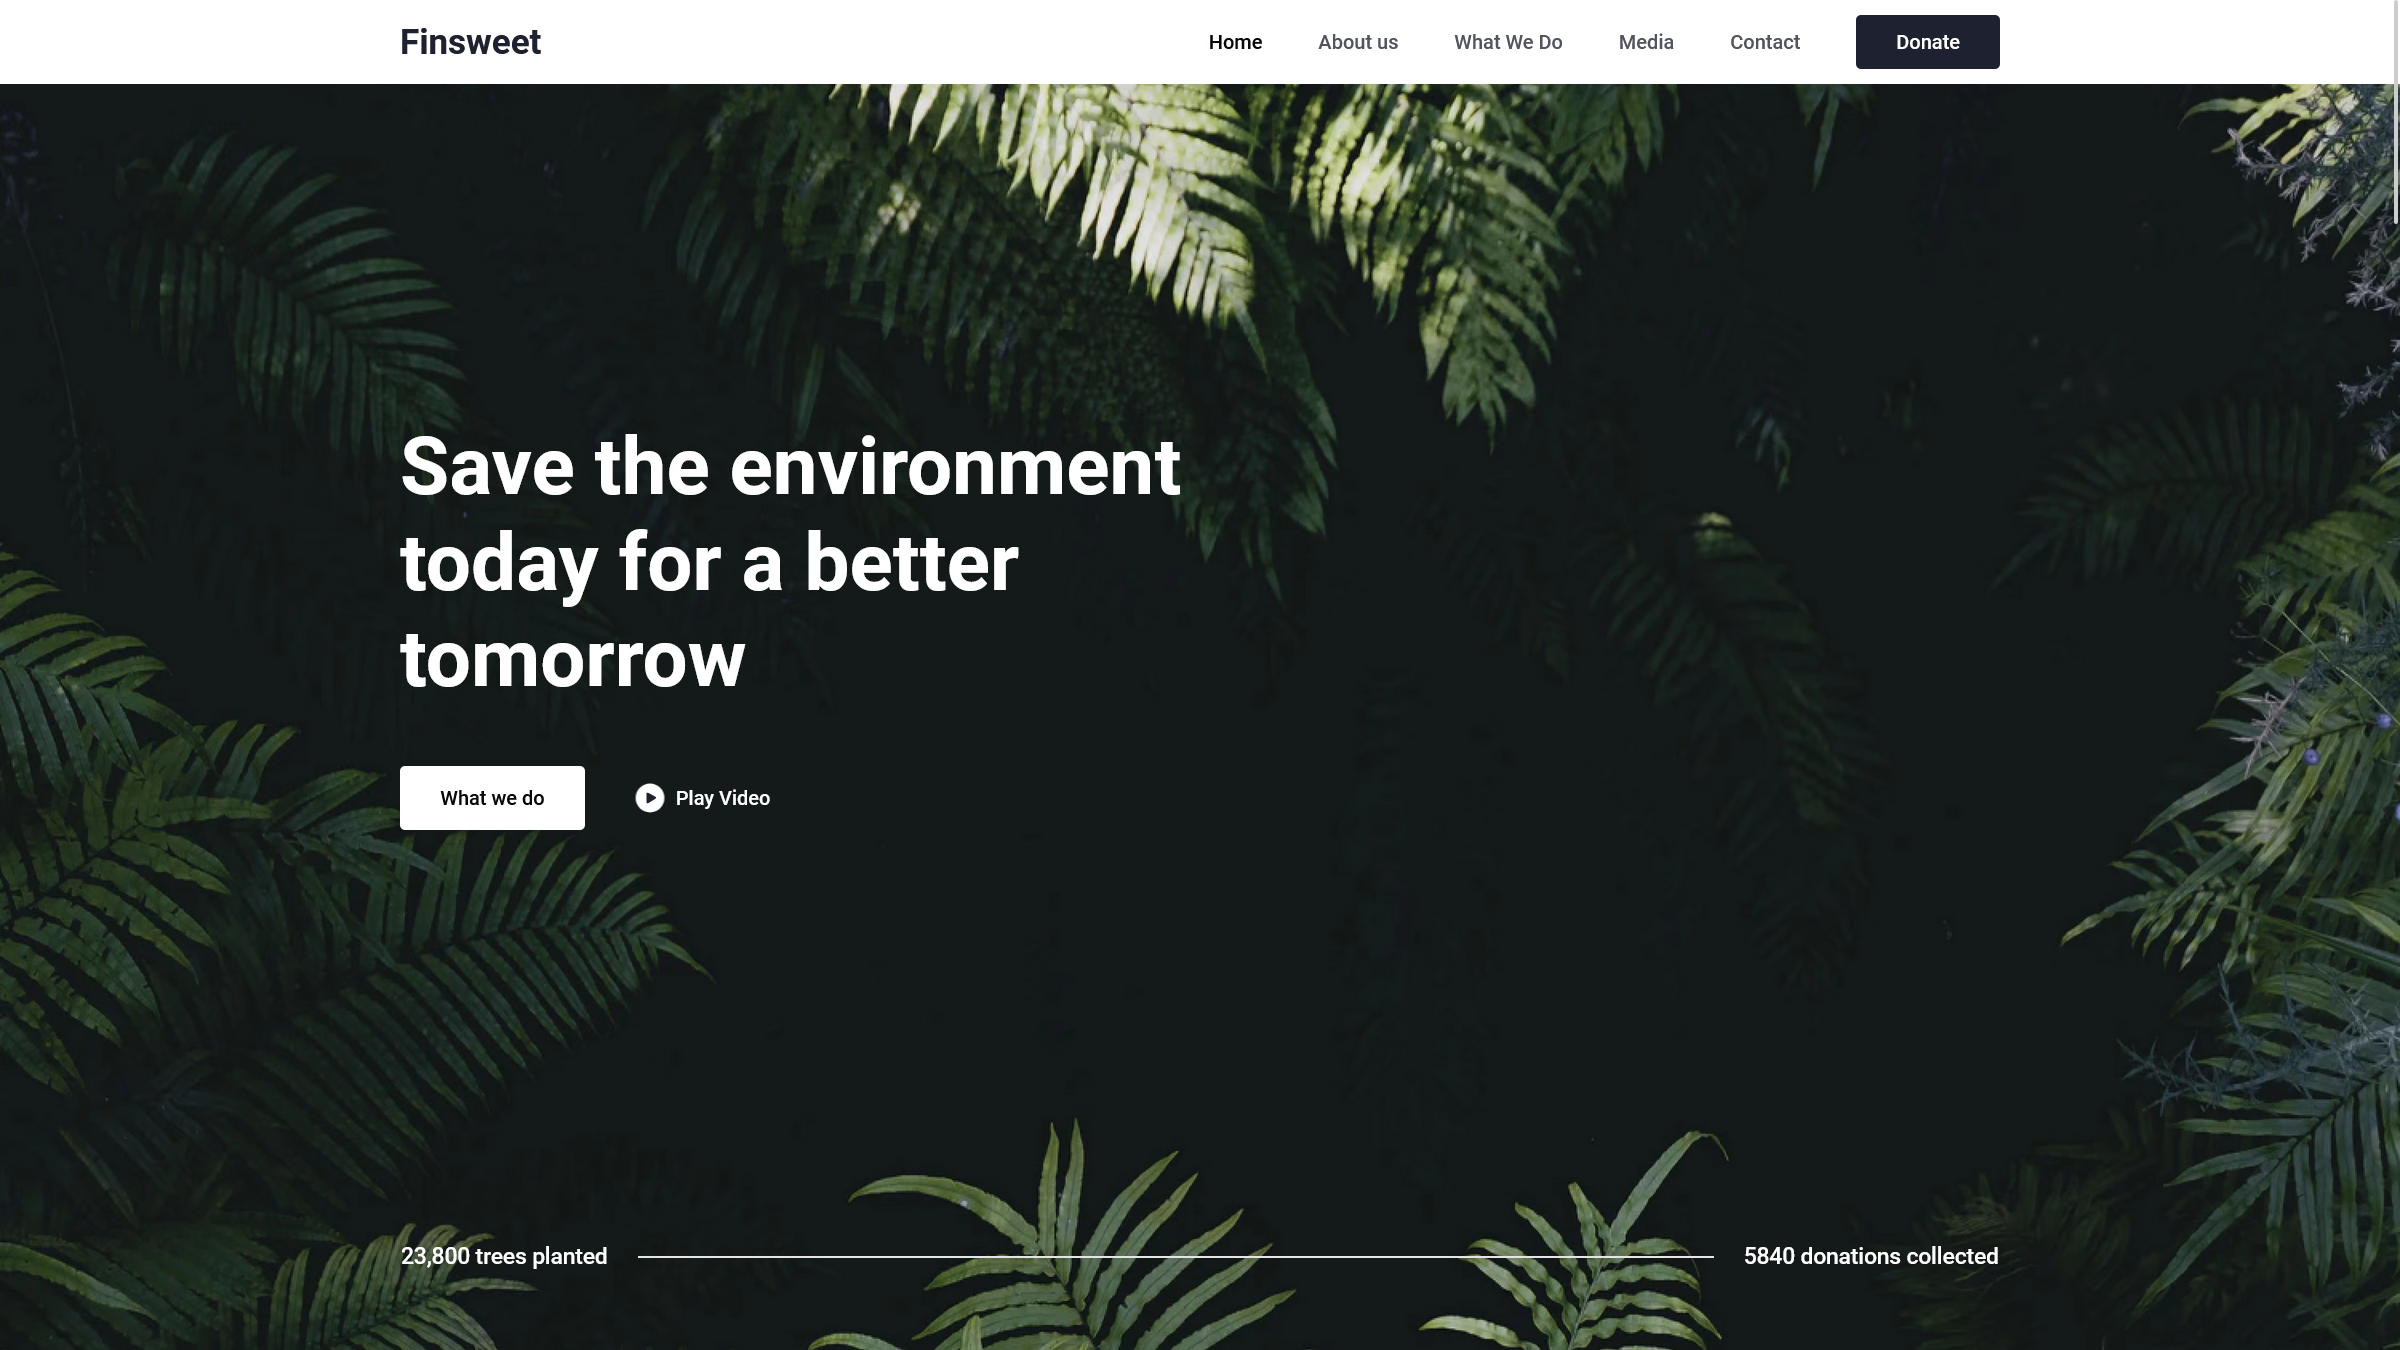 Finsweet
Home
About us
What We Do
Media
Contact
Donate
Save the environment
today for a better
tomorrow
What we do
Play Video
23,800 trees planted
5840 donations collected